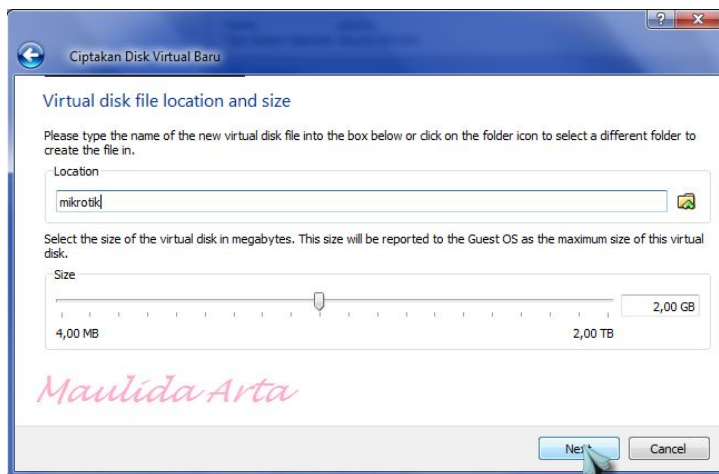 Ciptakan Disk Virtual Baru
Virtual disk file location and size
Please type the name of the new virtual disk file into the box below or click on the folder icon to select a different folder to
create the file in.
Location
mikrotik
Select the size of the virtual disk in megabytes. This size will be reported to the Guest OS as the maximum size of this virtual
disk.
Size
2,00 GB
4,00 MB 2,00 TB
Maulida Arta
Next Cancel